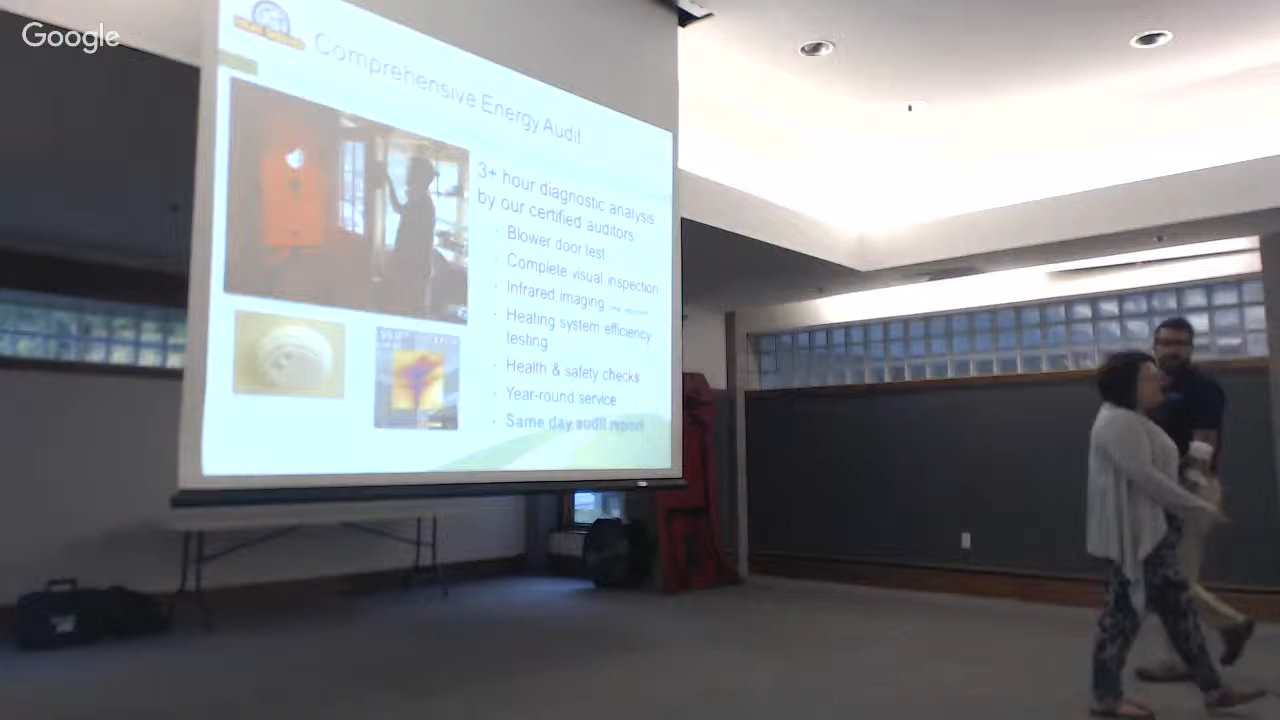 Google
Comprehensive Energy Audit
3+ hour diagnostic analysis
by our certified auditors:
· Blower door test
· Complete visual inspection
· Infrared imaging
· Heating system efficiency
testing
· Health & safety checks
· Year-round service
· Same day audit report